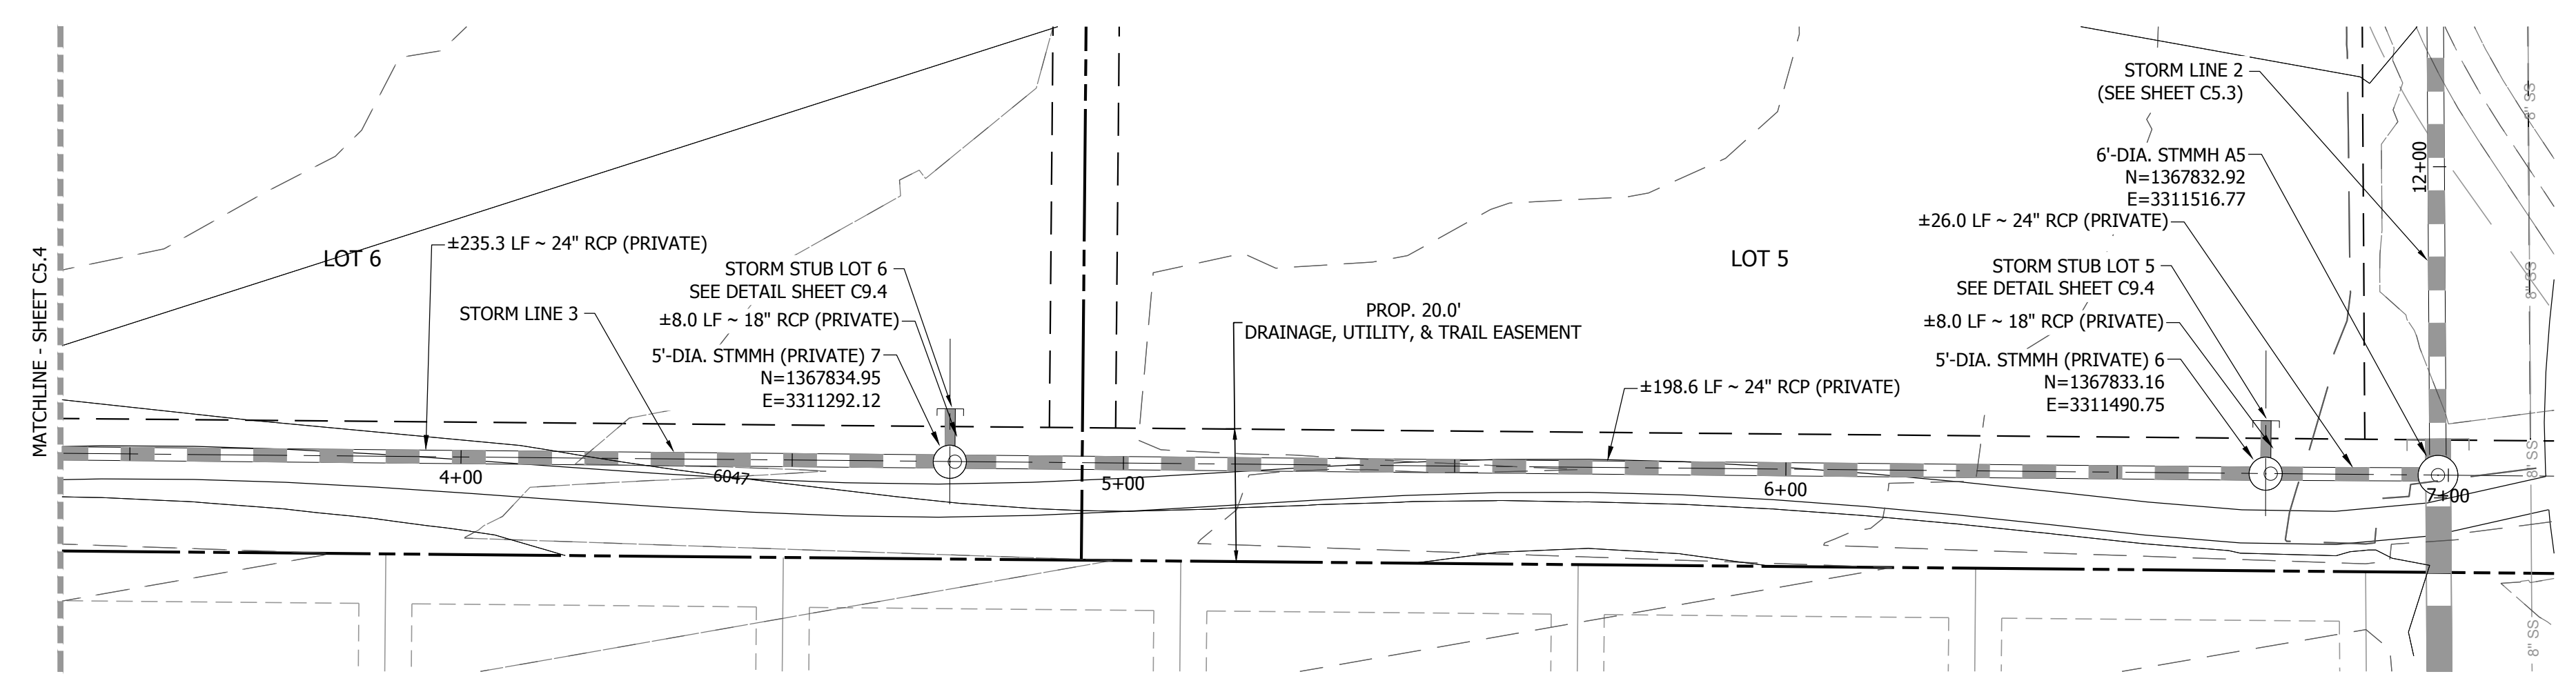 MATCHLINE - SHEET C5.4
LOT 6
±235.3 LF ~ 24" RCP (PRIVATE)
STORM LINE 3
STORM STUB LOT 6
SEE DETAIL SHEET C9.4
±8.0 LF ~ 18" RCP (PRIVATE)
5'-DIA. STMMH (PRIVATE) 7
N=1367834.95
E=3311292.12
PROP. 20.0'
DRAINAGE, UTILITY, & TRAIL EASEMENT
LOT 5
±198.6 LF ~ 24" RCP (PRIVATE)
STORM LINE 2
(SEE SHEET C5.3)
6'-DIA. STMMH A5
N=1367832.92
E=3311516.77
±26.0 LF ~ 24" RCP (PRIVATE)
STORM STUB LOT 5
SEE DETAIL SHEET C9.4
±8.0 LF ~ 18" RCP (PRIVATE)
5'-DIA. STMMH (PRIVATE) 6
N=1367833.16
E=3311490.75
12+00
8" SS
8" SS
8" SS
8" SS
4+00
6047
5+00
6+00
7+00